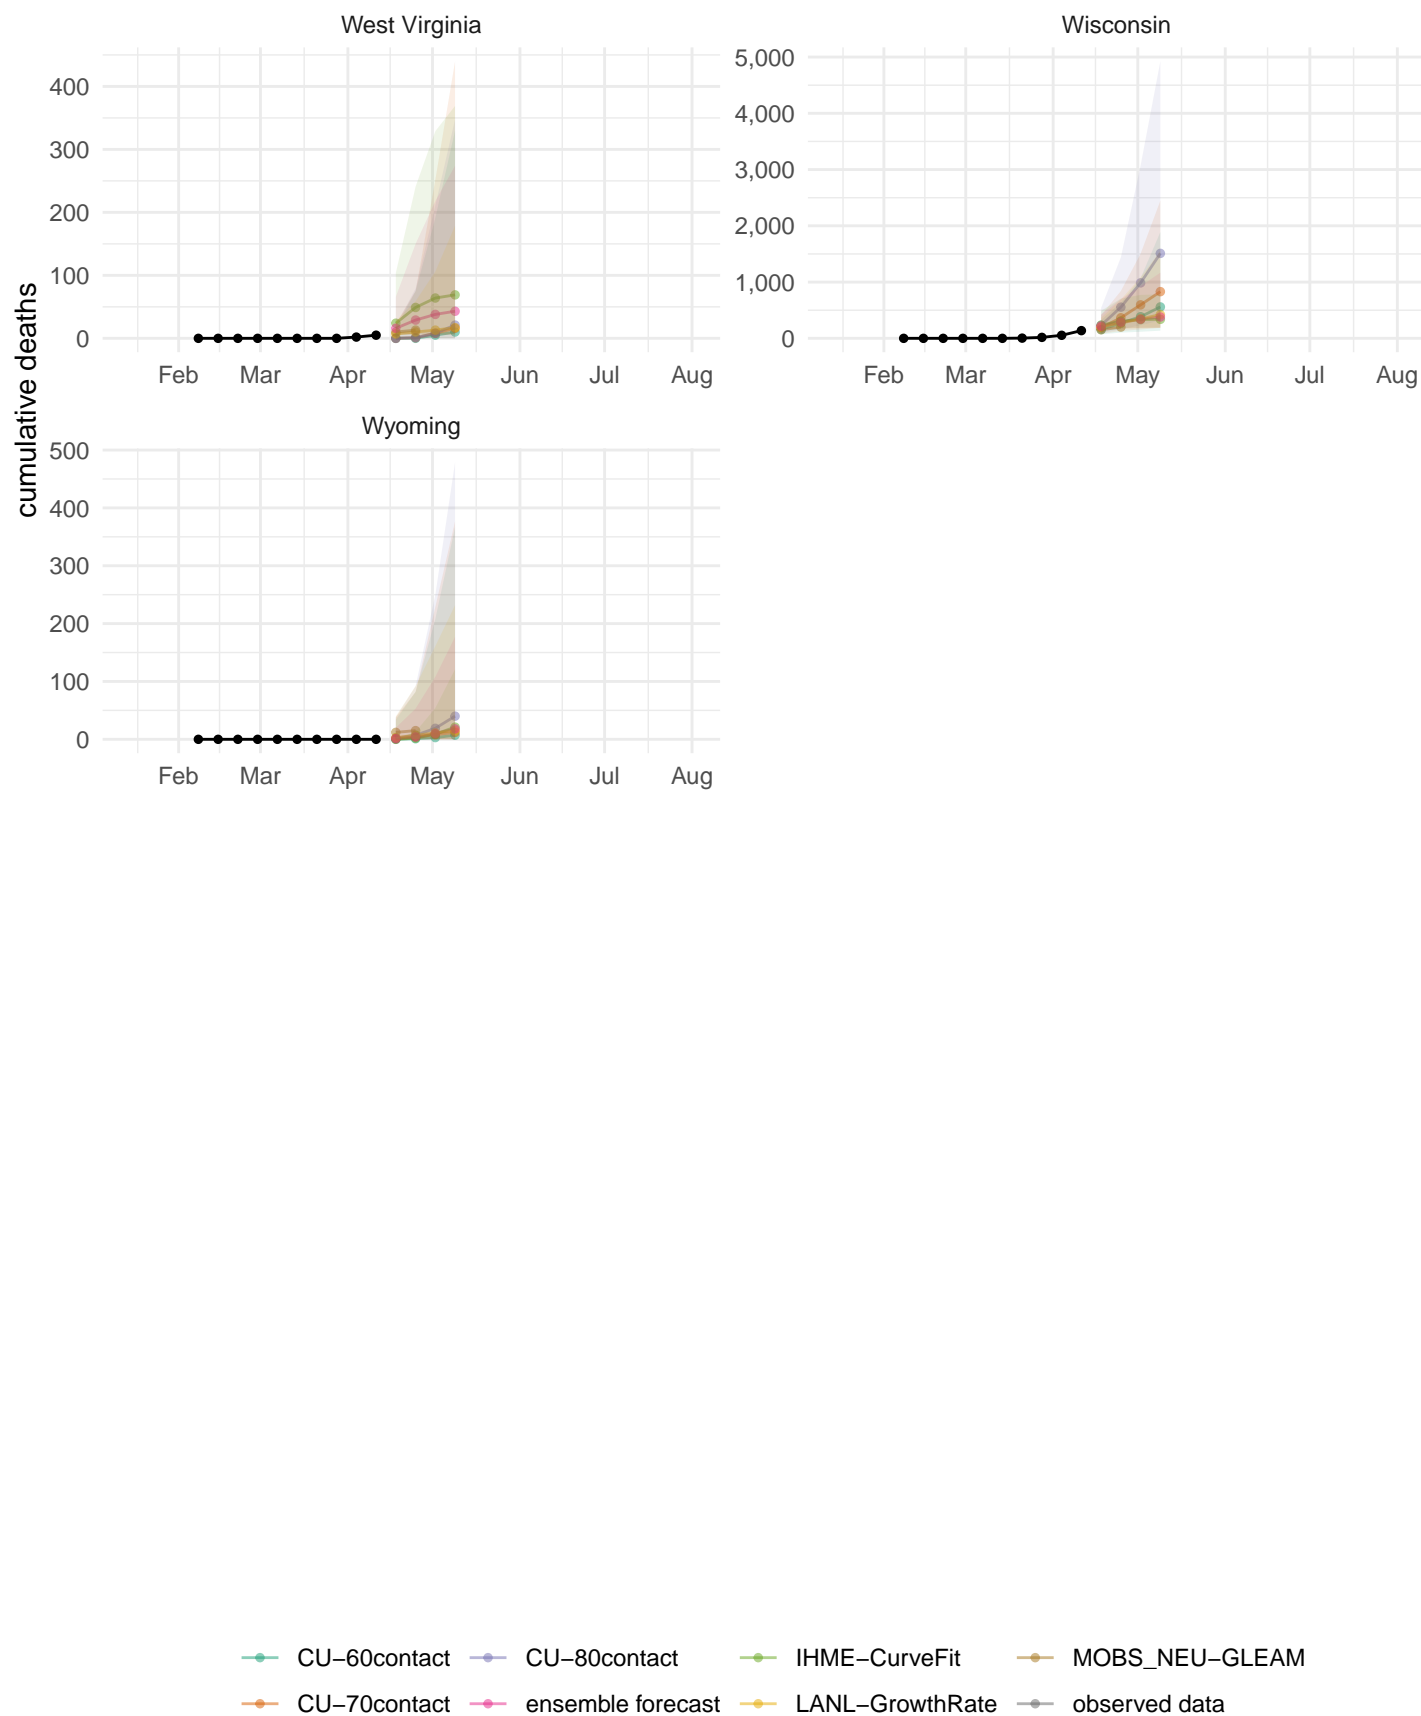 West Virginia
Wisconsin
cumulative deaths
400
300
200
100
0
Feb Mar Apr May Jun Jul Aug
5,000
4,000
3,000
2,000
1,000
0
Feb Mar Apr May Jun Jul Aug
Wyoming
500
400
300
200
100
0
Feb Mar Apr May Jun Jul Aug
CU−60contact CU−80contact IHME−CurveFit MOBS_NEU−GLEAM
CU−70contact ensemble forecast LANL−GrowthRate observed data